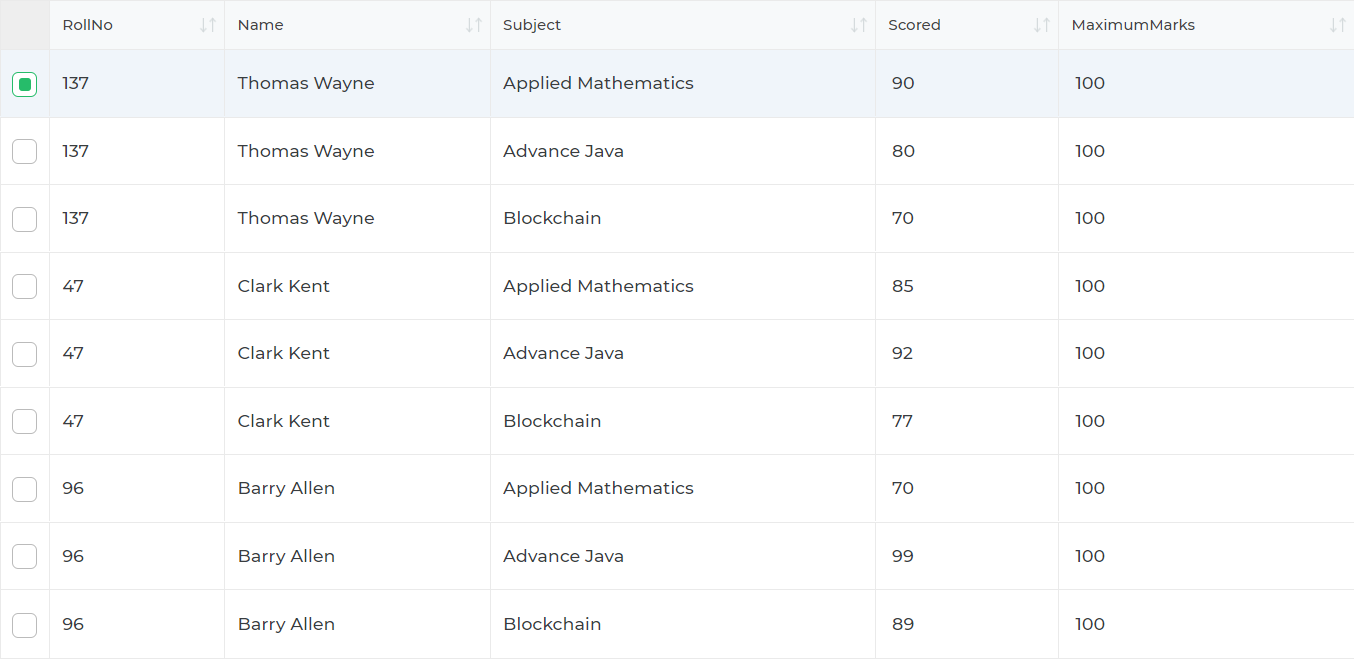 RollNo Name Subject Scored MaximumMarks
137 Thomas Wayne Applied Mathematics 90 100
137 Thomas Wayne Advance Java 80 100
137 Thomas Wayne Blockchain 70 100
47 Clark Kent Applied Mathematics 85 100
47 Clark Kent Advance Java 92 100
47 Clark Kent Blockchain 77 100
96 Barry Allen Applied Mathematics 70 100
96 Barry Allen Advance Java 99 100
96 Barry Allen Blockchain 89 100